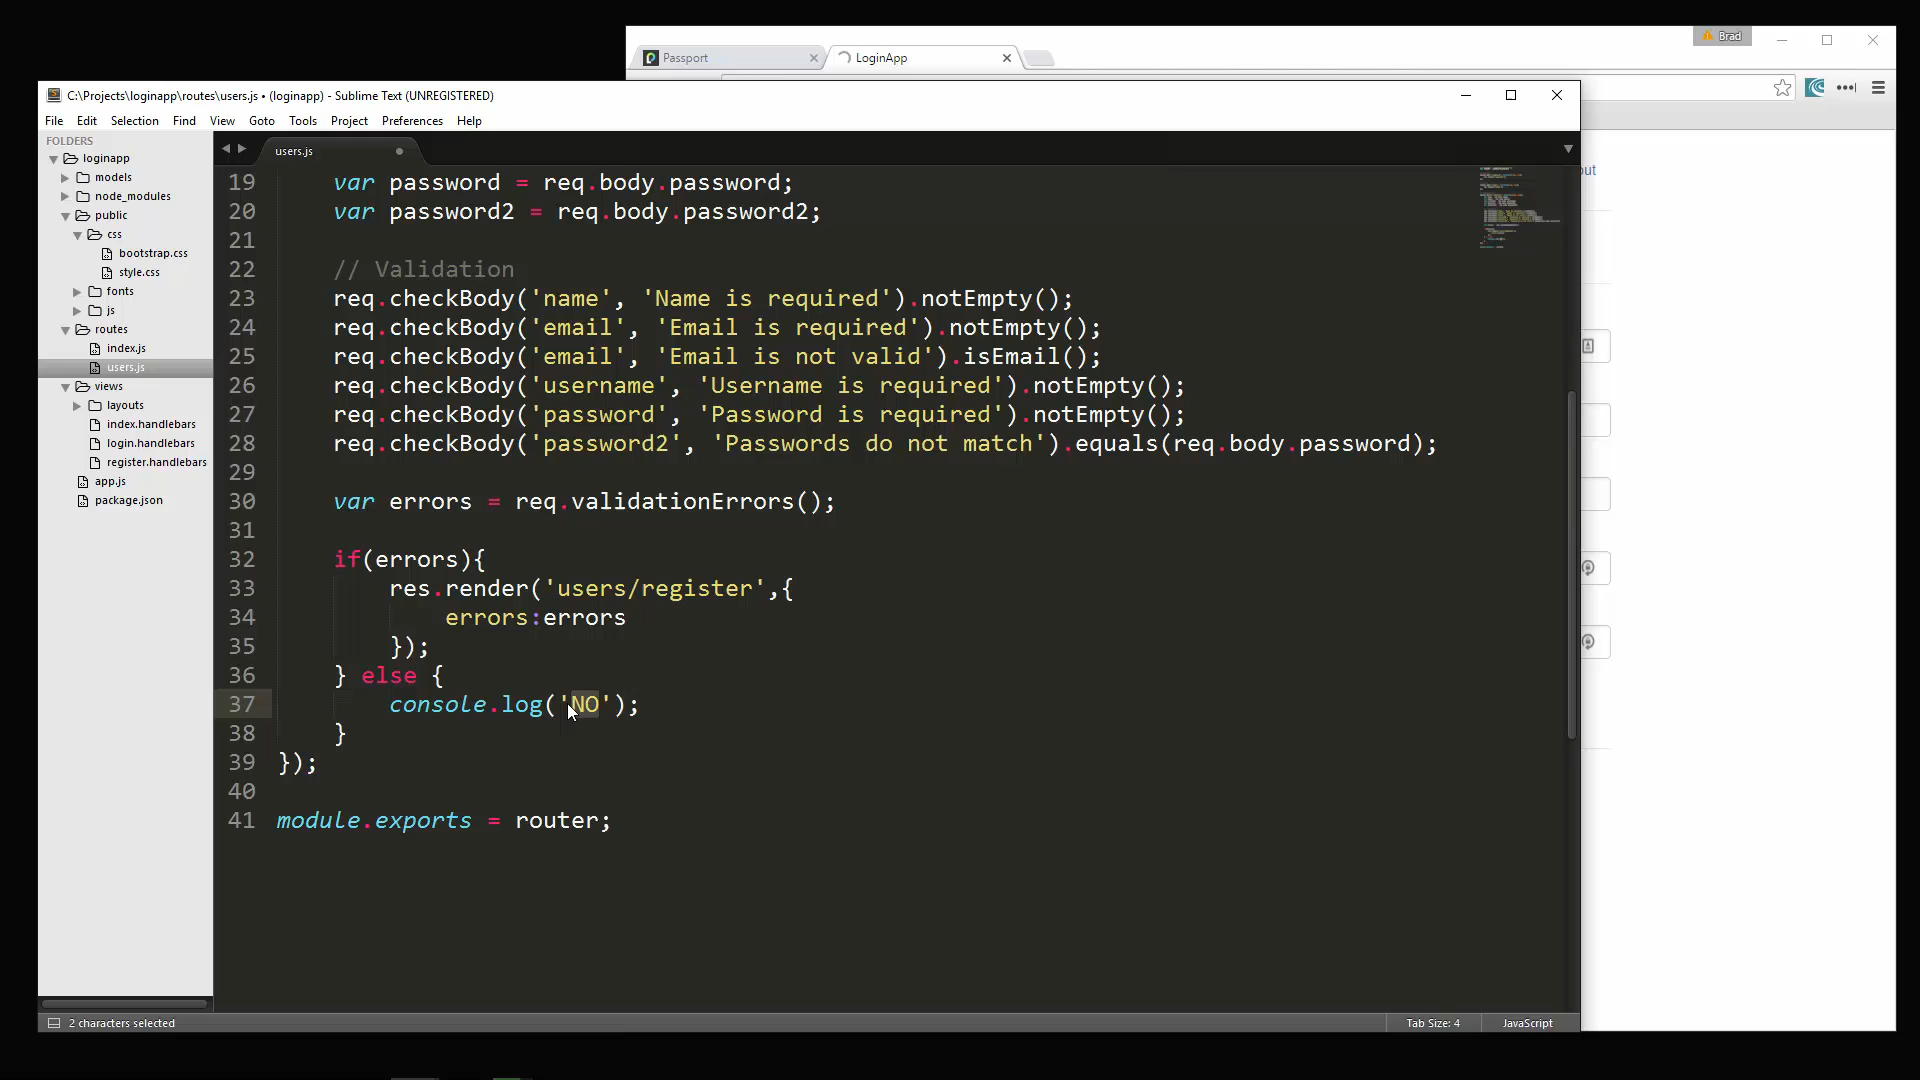 Brad
Passport
LoginApp
C:\Projects\loginapp\routes\users.js • (loginapp) - Sublime Text (UNREGISTERED)
File Edit Selection Find View Goto Tools Project Preferences Help
FOLDERS
loginapp
models
node_modules
public
css
bootstrap.css
style.css
fonts
js
routes
index.js
users.js
views
layouts
index.handlebars
login.handlebars
register.handlebars
app.js
package.json
users.js
19 var password = req.body.password;
20 var password2 = req.body.password2;
21
22 // Validation
23 req.checkBody('name', 'Name is required').notEmpty();
24 req.checkBody('email', 'Email is required').notEmpty();
25 req.checkBody('email', 'Email is not valid').isEmail();
26 req.checkBody('username', 'Username is required').notEmpty();
27 req.checkBody('password', 'Password is required').notEmpty();
28 req.checkBody('password2', 'Passwords do not match').equals(req.body.password);
29
30 var errors = req.validationErrors();
31
32 if(errors){
33 res.render('users/register',{
34 errors:errors
35 });
36 } else {
37 console.log('NO');
38 }
39 });
40
41 module.exports = router;
out
2 characters selected
Tab Size: 4
JavaScript